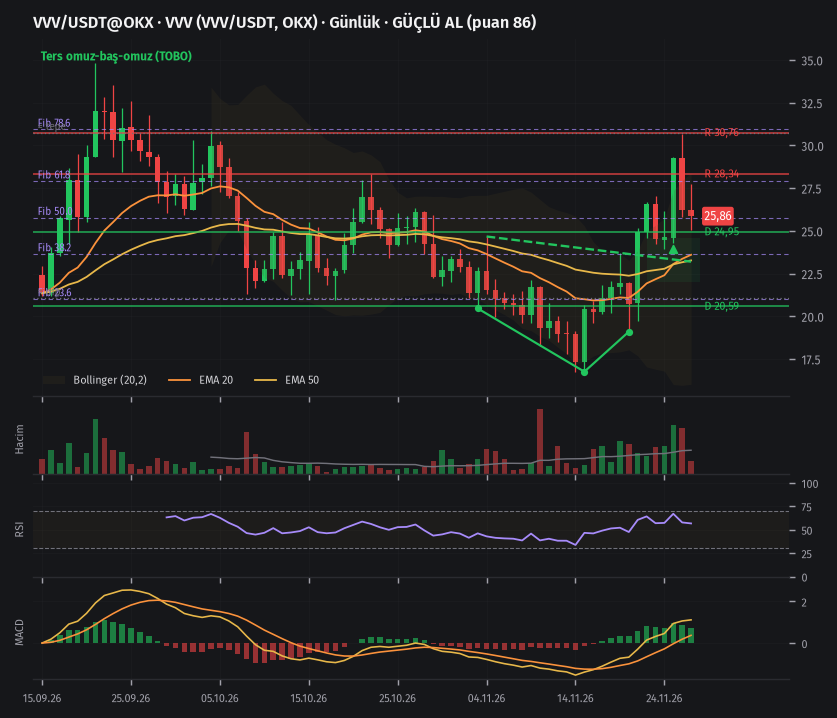 VVV/USDT@OKX · VVV (VVV/USDT, OKX) · Günlük · GÜÇLÜ AL (puan 86)
Ters omuz-baş-omuz (TOBO)
35.0
32.5
Fib 78.6
R 30,76
30.0
Fib 61.8
R 28,34
27.5
Fib 50
25,86
25.0
D 24,95
Fib 38.2
22.5
Fib 23.6
D 20,59
20.0
17.5
Bollinger (20,2)
EMA 20
EMA 50
Hacim
RSI
100
75
50
25
0
MACD
2
0
15.09.26
25.09.26
05.10.26
15.10.26
25.10.26
04.11.26
14.11.26
24.11.26